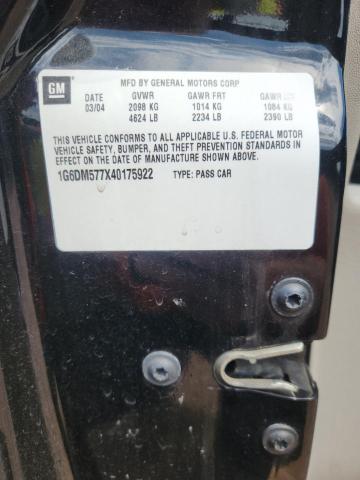 GM
MFD BY GENERAL MOTORS CORP
DATE GVWR GAWR FRT GAWR
03/04 2098 KG 1014 KG 1084 KG
4624 LB 2234 LB 2390 LB
THIS VEHICLE CONFORMS TO ALL APPLICABLE U.S. FEDERAL MOTOR
VEHICLE SAFETY, BUMPER, AND THEFT PREVENTION STANDARDS
IN EFFECT ON THE DATE OF MANUFACTURE SHOWN ABOVE.
1G6DM577X40175922 TYPE: PASS CAR